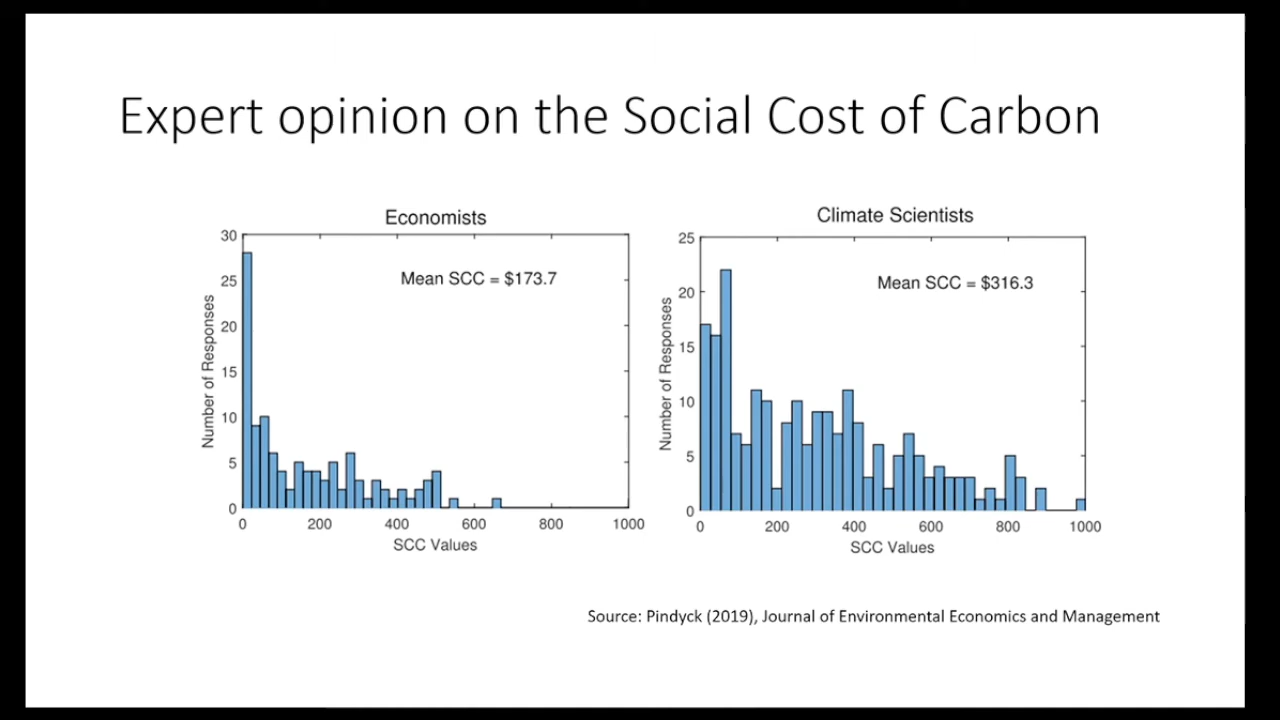 Expert opinion on the Social Cost of Carbon
Economists
Mean SCC = $173.7
Number of Responses
30
25
20
15
10
5
0
0 200 400 600 800 1000
SCC Values
Climate Scientists
Mean SCC = $316.3
Number of Responses
25
20
15
10
5
0
0 200 400 600 800 1000
SCC Values
Source: Pindyck (2019), Journal of Environmental Economics and Management